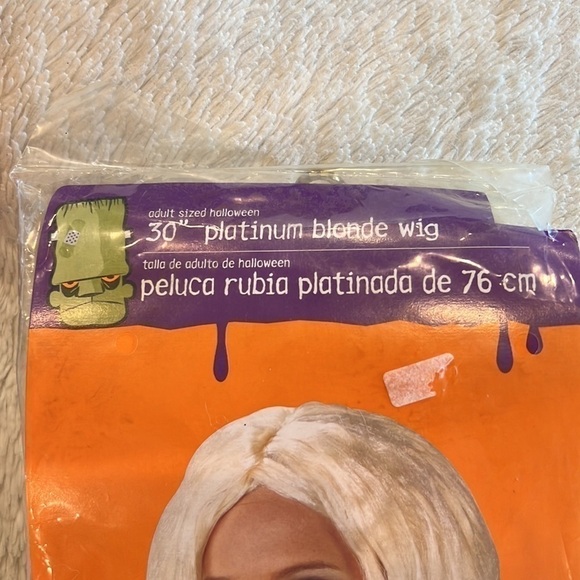 adult sized halloween
30" platinum blonde wig
talla de adulto de halloween
peluca rubia platinada de 76 cm